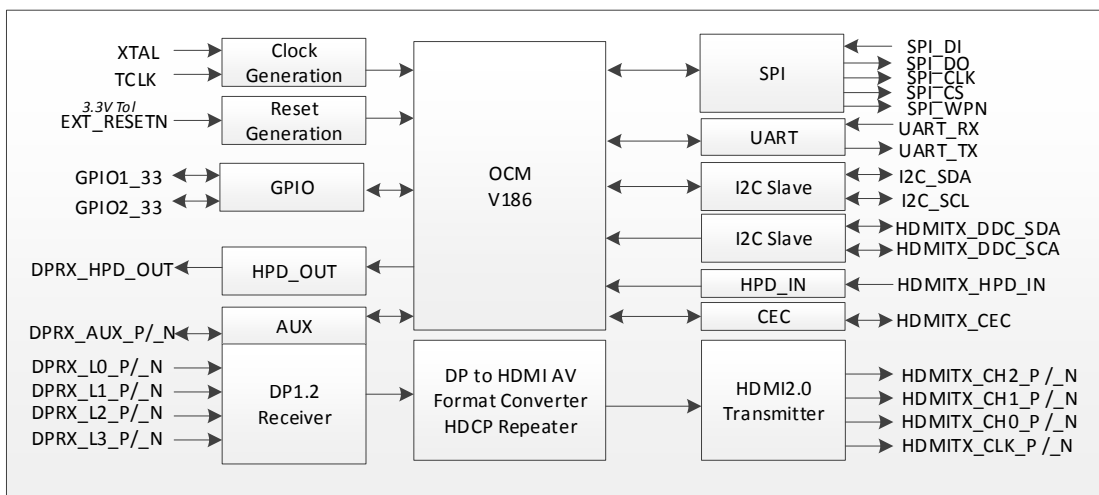 XTAL
TCLK
Clock
Generation
3.3V Tol
EXT_RESETN
Reset
Generation
GPIO1_33
GPIO2_33
GPIO
DPRX_HPD_OUT
HPD_OUT
DPRX_AUX_P/_N
AUX
DPRX_L0_P/_N
DPRX_L1_P/_N
DPRX_L2_P/_N
DPRX_L3_P/_N
DP1.2
Receiver
OCM
V186
DP to HDMI AV
Format Converter
HDCP Repeater
SPI
SPI_DI
SPI_DO
SPI_CLK
SPI_CS
SPI_WPN
UART
UART_RX
UART_TX
I2C Slave
I2C_SDA
I2C_SCL
I2C Slave
HDMITX_DDC_SDA
HDMITX_DDC_SCA
HPD_IN
HDMITX_HPD_IN
CEC
HDMITX_CEC
HDMI2.0
Transmitter
HDMITX_CH2_P/_N
HDMITX_CH1_P/_N
HDMITX_CH0_P/_N
HDMITX_CLK_P/_N